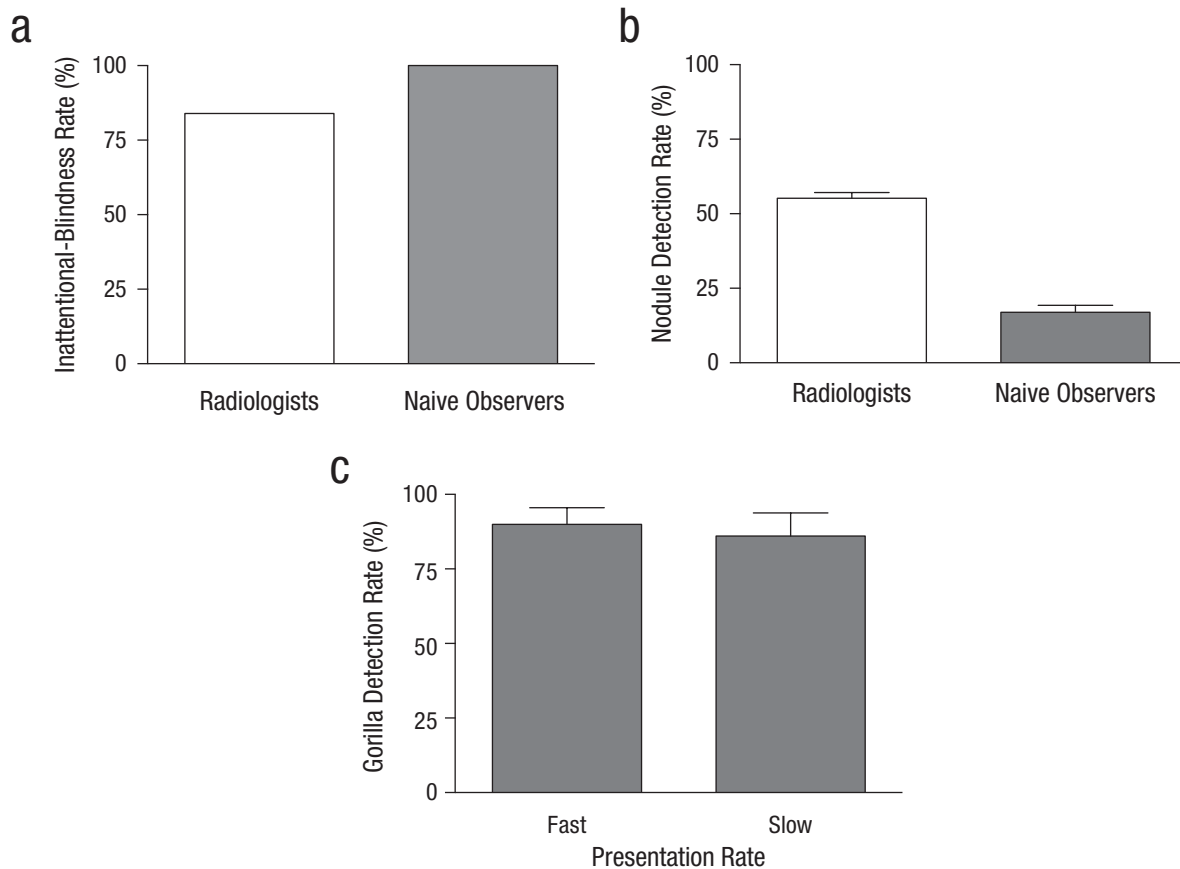 a
Inattentional-Blindness Rate (%)
100
75
50
25
0
Radiologists Naive Observers
b
Nodule Detection Rate (%)
100
75
50
25
0
Radiologists Naive Observers
c
Gorilla Detection Rate (%)
100
75
50
25
0
Fast Slow
Presentation Rate